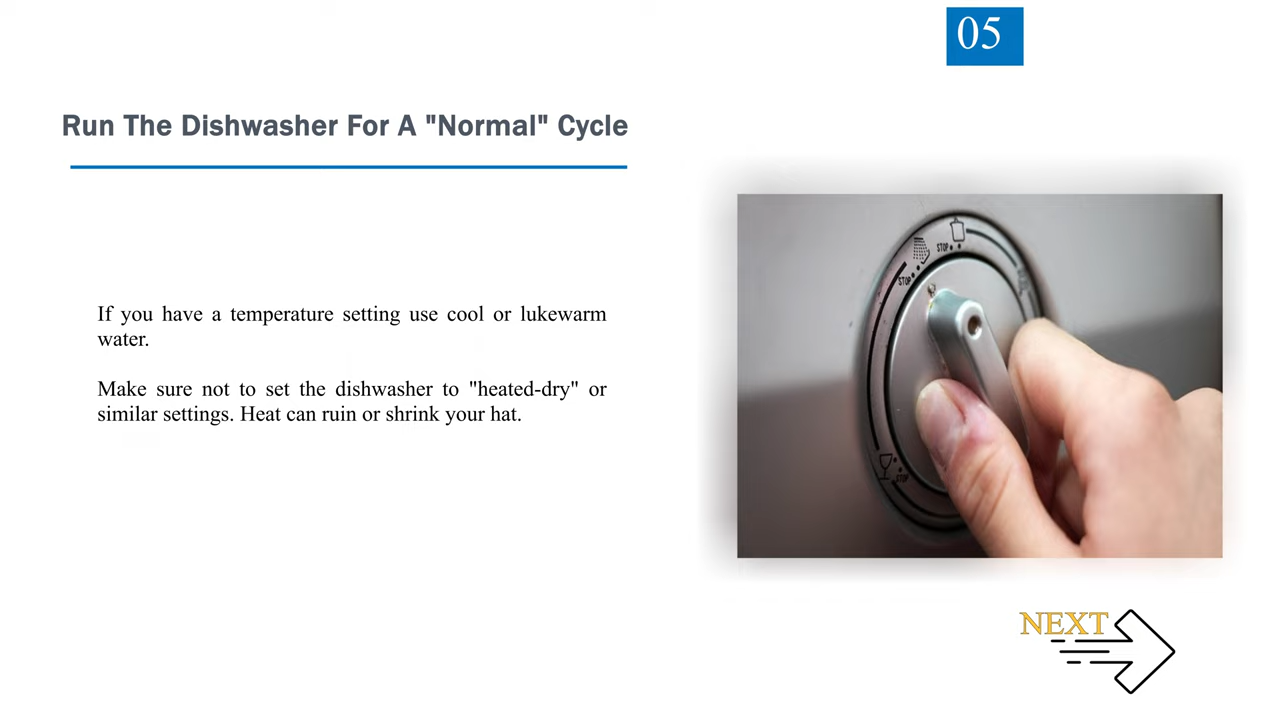 05
Run The Dishwasher For A "Normal" Cycle
If you have a temperature setting use cool or lukewarm
water.
Make sure not to set the dishwasher to "heated-dry" or
similar settings. Heat can ruin or shrink your hat.
STOP
STOP
STOP
NEXT